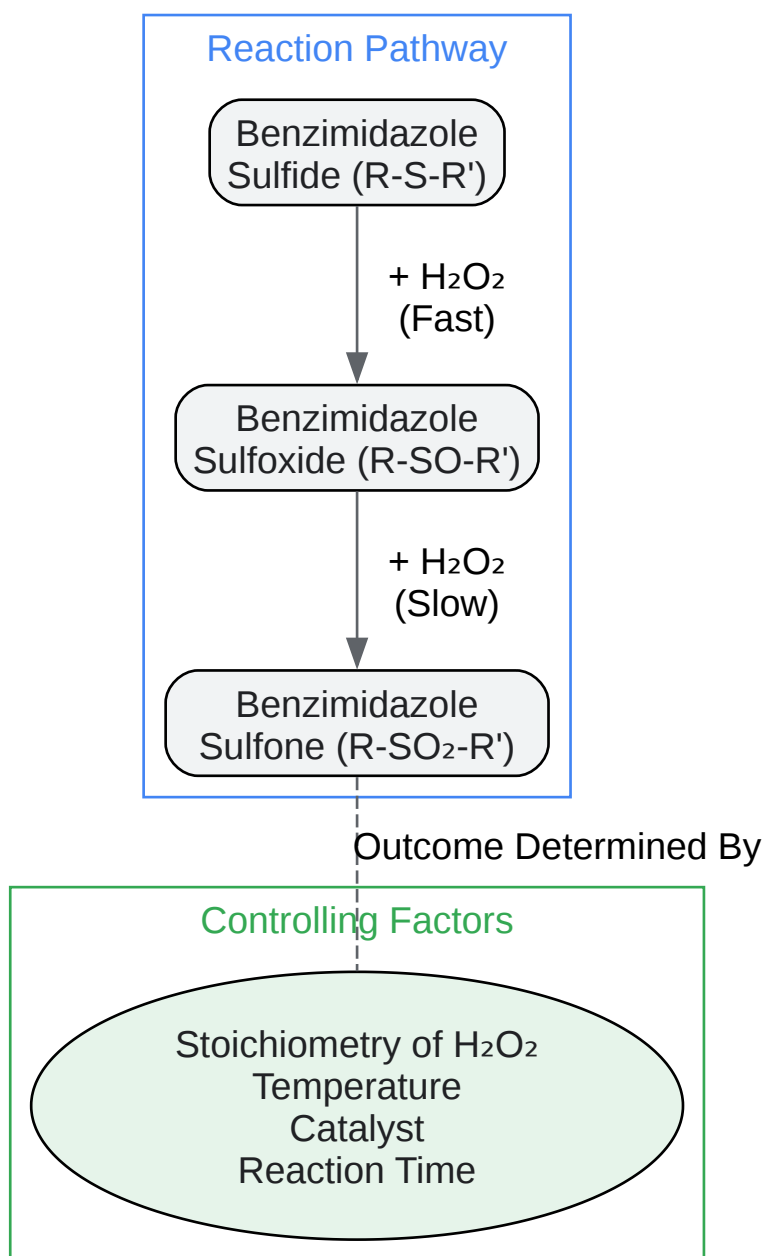 Reaction Pathway
Benzimidazole
Sulfide (R-S-R')
+ H₂O₂
(Fast)
Benzimidazole
Sulfoxide (R-SO-R')
+ H₂O₂
(Slow)
Benzimidazole
Sulfone (R-SO₂-R')
Outcome Determined By
Controlling Factors
Stoichiometry of H₂O₂
Temperature
Catalyst
Reaction Time